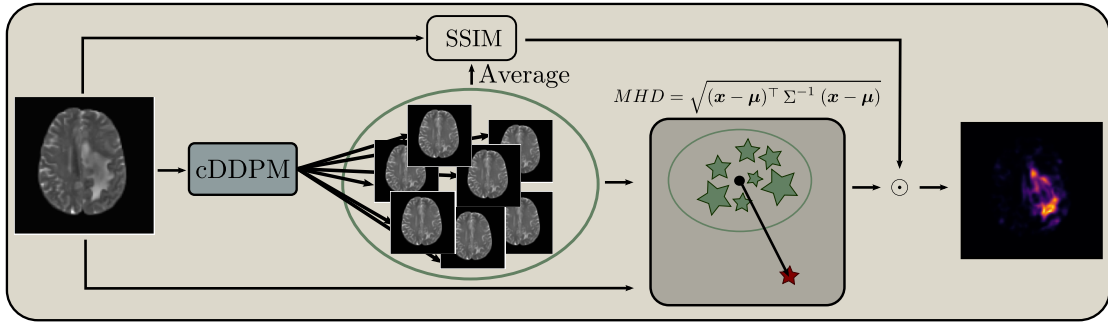 SSIM
Average
MHD = √(x − μ)⊤ Σ−1 (x − μ)
cDDPM
⊙